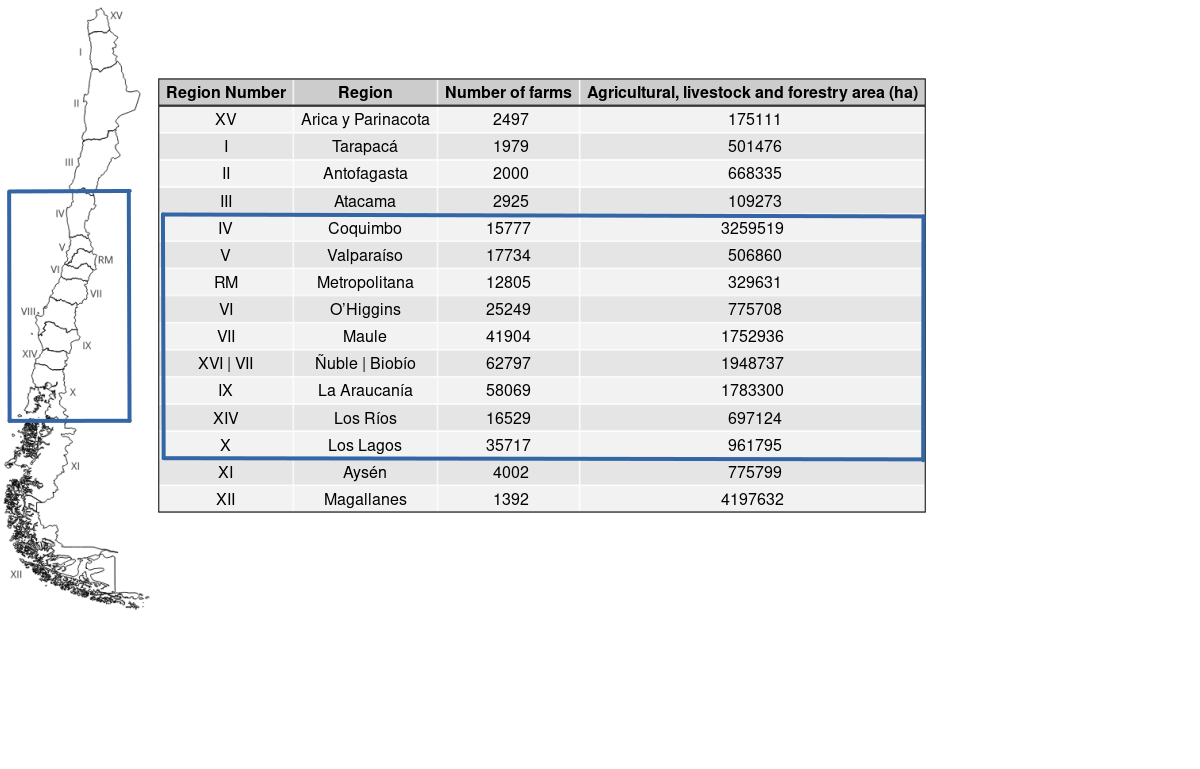 XV
I
II
III
IV
V
RM
VI
VII
VIII
IX
XIV
X
XI
XII
Region Number Region Number of farms Agricultural, livestock and forestry area (ha)
XV Arica y Parinacota 2497 175111
I Tarapacá 1979 501476
II Antofagasta 2000 668335
III Atacama 2925 109273
IV Coquimbo 15777 3259519
V Valparaíso 17734 506860
RM Metropolitana 12805 329631
VI O’Higgins 25249 775708
VII Maule 41904 1752936
XVI | VII Ñuble | Biobío 62797 1948737
IX La Araucanía 58069 1783300
XIV Los Ríos 16529 697124
X Los Lagos 35717 961795
XI Aysén 4002 775799
XII Magallanes 1392 4197632